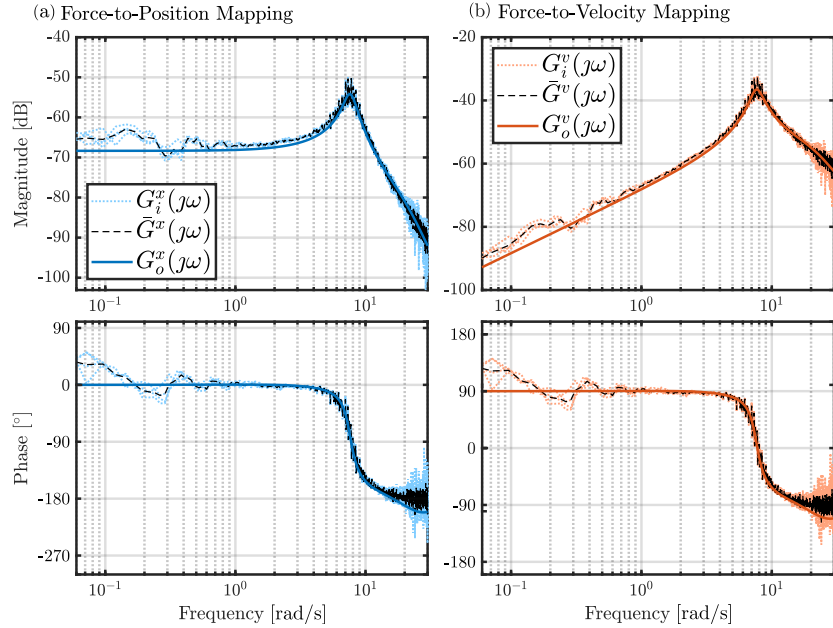 (a) Force-to-Position Mapping
(b) Force-to-Velocity Mapping
Magnitude [dB]
-40
-50
-60
-70
-80
-90
-100
G_i^x(ȷω)
Ḡ^x(ȷω)
G_o^x(ȷω)
10^-1
10^0
10^1
-20
-40
-60
-80
-100
G_i^v(ȷω)
Ḡ^v(ȷω)
G_o^v(ȷω)
10^-1
10^0
10^1
Phase [°]
90
0
-90
-180
-270
10^-1
10^0
10^1
Frequency [rad/s]
180
90
0
-90
-180
10^-1
10^0
10^1
Frequency [rad/s]